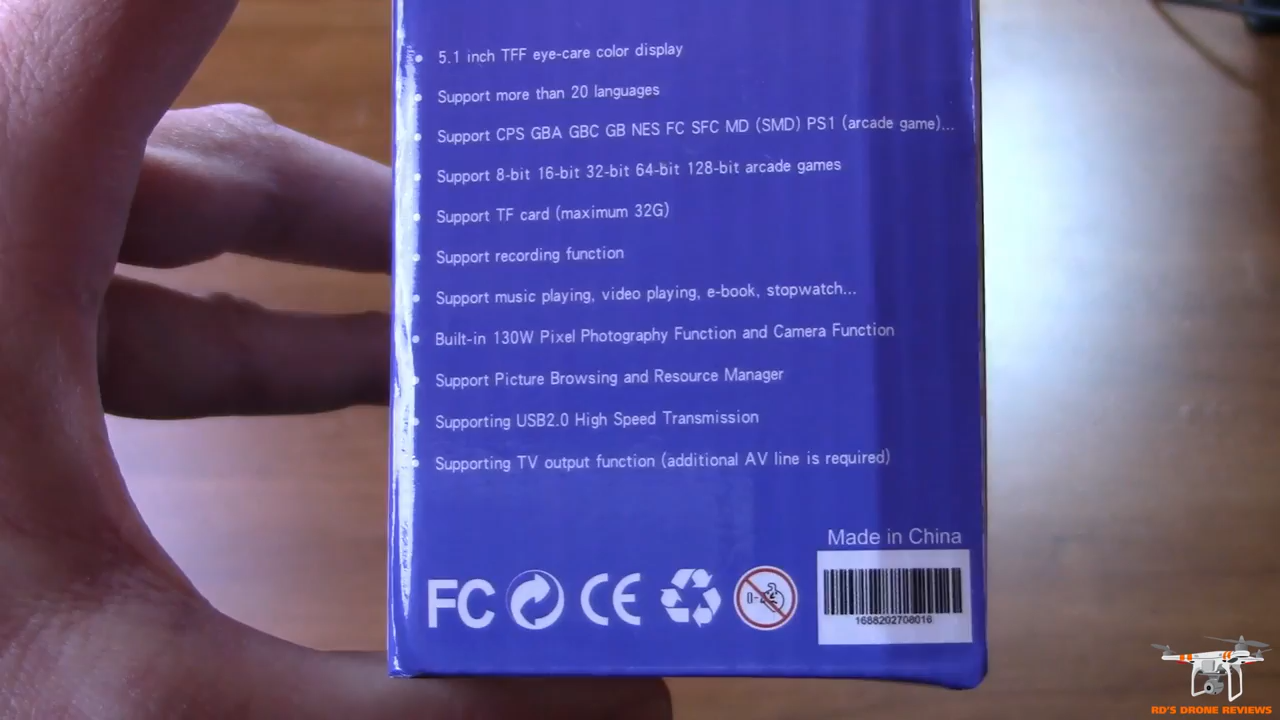 5.1 inch TFF eye-care color display
Support more than 20 languages
Support CPS GBA GBC GB NES FC SFC MD (SMD) PS1 (arcade game)...
Support 8-bit 16-bit 32-bit 64-bit 128-bit arcade games
Support TF card (maximum 32G)
Support recording function
Support music playing, video playing, e-book, stopwatch...
Built-in 130W Pixel Photography Function and Camera Function
Support Picture Browsing and Resource Manager
Supporting USB2.0 High Speed Transmission
Supporting TV output function (additional AV line is required)
Made in China
FC CE 0-3
1688202708016
RD'S DRONE REVIEWS